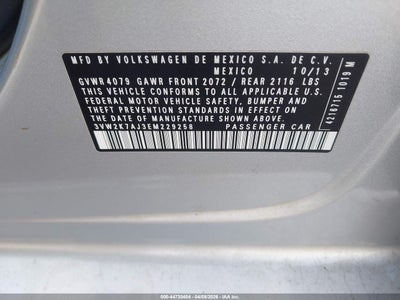 MFD BY VOLKSWAGEN DE MEXICO S.A. DE C.V.
MEXICO 10/13
GVWR 4079 GAWR FRONT 2072 / REAR 2116 LBS
THIS VEHICLE CONFORMS TO ALL APPLICABLE U.S.
FEDERAL MOTOR VEHICLE SAFETY, BUMPER AND
THEFT PREVENTION STANDARDS IN EFFECT ON
THE DATE OF MANUFACTURE SHOWN ABOVE.
3VW2K7AJ3EM229258 PASSENGER CAR
4216715 1019 M
500-44730404 - 04/09/2026 - IAA Inc.